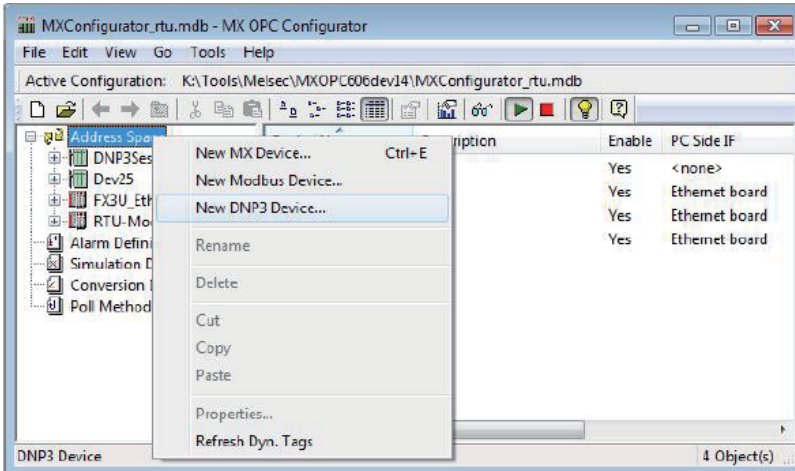 MXConfigurator_rtu.mdb - MX OPC Configurator
File Edit View Go Tools Help
Active Configuration: K:\Tools\Melsec\MXOPC606dev14\MXConfigurator_rtu.mdb
Address Spa
DNP3Ses
Dev25
FX3U_Eth
RTU-Mo
Alarm Defini
Simulation D
Conversion
Poll Method
New MX Device... Ctrl+E
New Modbus Device...
New DNP3 Device...
Rename
Delete
Cut
Copy
Paste
Properties...
Refresh Dyn. Tags
ription Enable PC Side IF
Yes <none>
Yes Ethernet board
Yes Ethernet board
Yes Ethernet board
DNP3 Device 4 Object(s)